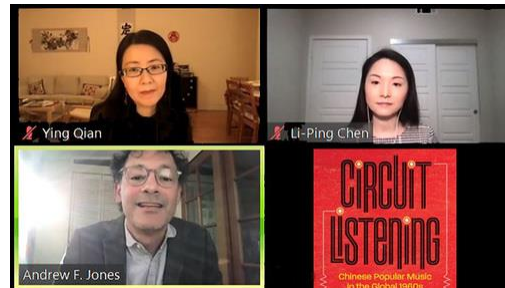 Ying Qian
Li-Ping Chen
Andrew F. Jones
CIRCUIT
LISTENING
Chinese Popular Music
in the Global 1960s